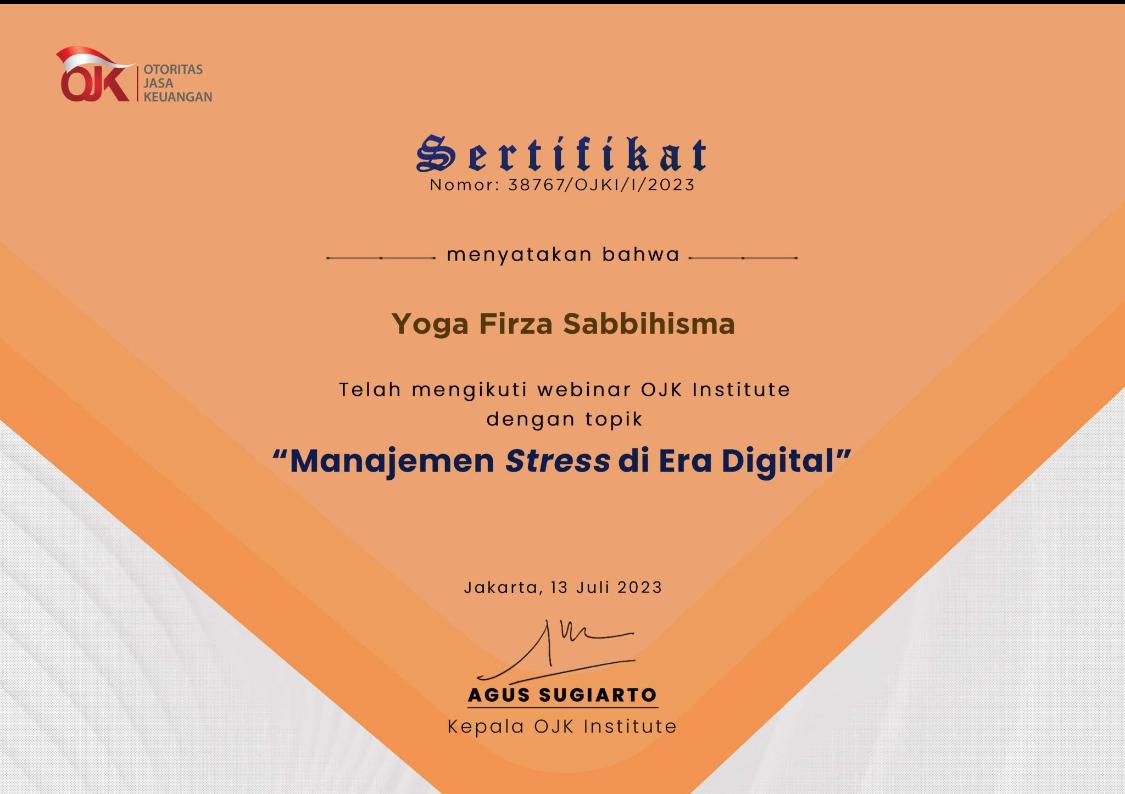 OJK
OTORITAS
JASA
KEUANGAN
Sertifikat
Nomor: 38767/OJKI/I/2023
menyatakan bahwa
Yoga Firza Sabbihisma
Telah mengikuti webinar OJK Institute
dengan topik
“Manajemen Stress di Era Digital”
Jakarta, 13 Juli 2023
AGUS SUGIARTO
Kepala OJK Institute